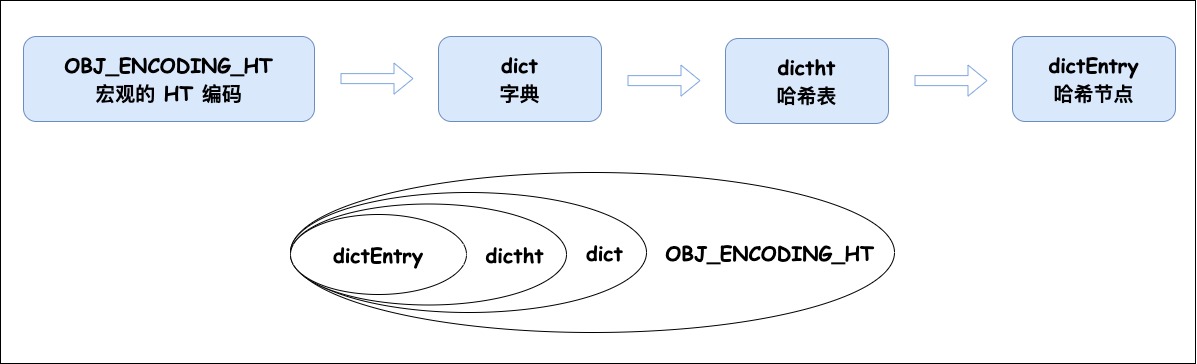 OBJ_ENCODING_HT
宏观的 HT 编码
dict
字典
dictht
哈希表
dictEntry
哈希节点
dictEntry
dictht
dict
OBJ_ENCODING_HT